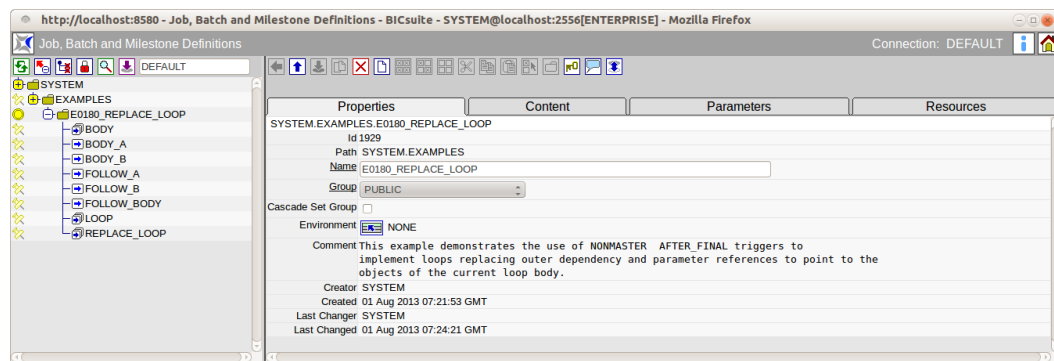 http://localhost:8580 - Job, Batch and Milestone Definitions - BICsuite - SYSTEM@localhost:2556[ENTERPRISE] - Mozilla Firefox
Job, Batch and Milestone Definitions
Connection: DEFAULT
DEFAULT
SYSTEM
EXAMPLES
E0180_REPLACE_LOOP
BODY
BODY_A
BODY_B
FOLLOW_A
FOLLOW_B
FOLLOW_BODY
LOOP
REPLACE_LOOP
Properties Content Parameters Resources
SYSTEM.EXAMPLES.E0180_REPLACE_LOOP
Id 1929
Path SYSTEM.EXAMPLES
Name E0180_REPLACE_LOOP
Group PUBLIC
Cascade Set Group
Environment NONE
Comment This example demonstrates the use of NONMASTER AFTER_FINAL triggers to
implement loops replacing outer dependency and parameter references to point to the
objects of the current loop body.
Creator SYSTEM
Created 01 Aug 2013 07:21:53 GMT
Last Changer SYSTEM
Last Changed 01 Aug 2013 07:24:21 GMT